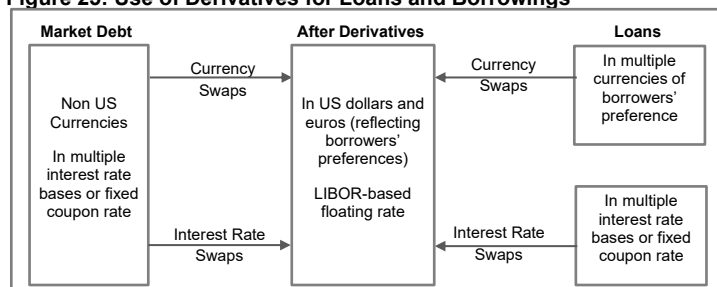 Figure 25: Use of Derivatives for Loans and Borrowings
Market Debt
After Derivatives
Loans
Non US
Currencies
In multiple
interest rate
bases or fixed
coupon rate
Currency
Swaps
Interest Rate
Swaps
In US dollars and
euros (reflecting
borrowers’
preferences)
LIBOR-based
floating rate
Currency
Swaps
Interest Rate
Swaps
In multiple
currencies of
borrowers’
preference
In multiple
interest rate
bases or fixed
coupon rate